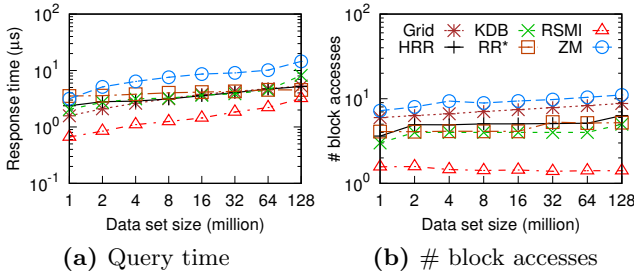 Response time (µs)
10²
10¹
10⁰
10⁻¹
1 2 4 8 16 32 64 128
Data set size (million)
(a) Query time
Grid KDB RSMI
HRR RR* ZM
# block accesses
10²
10¹
10⁰
1 2 4 8 16 32 64 128
Data set size (million)
(b) # block accesses